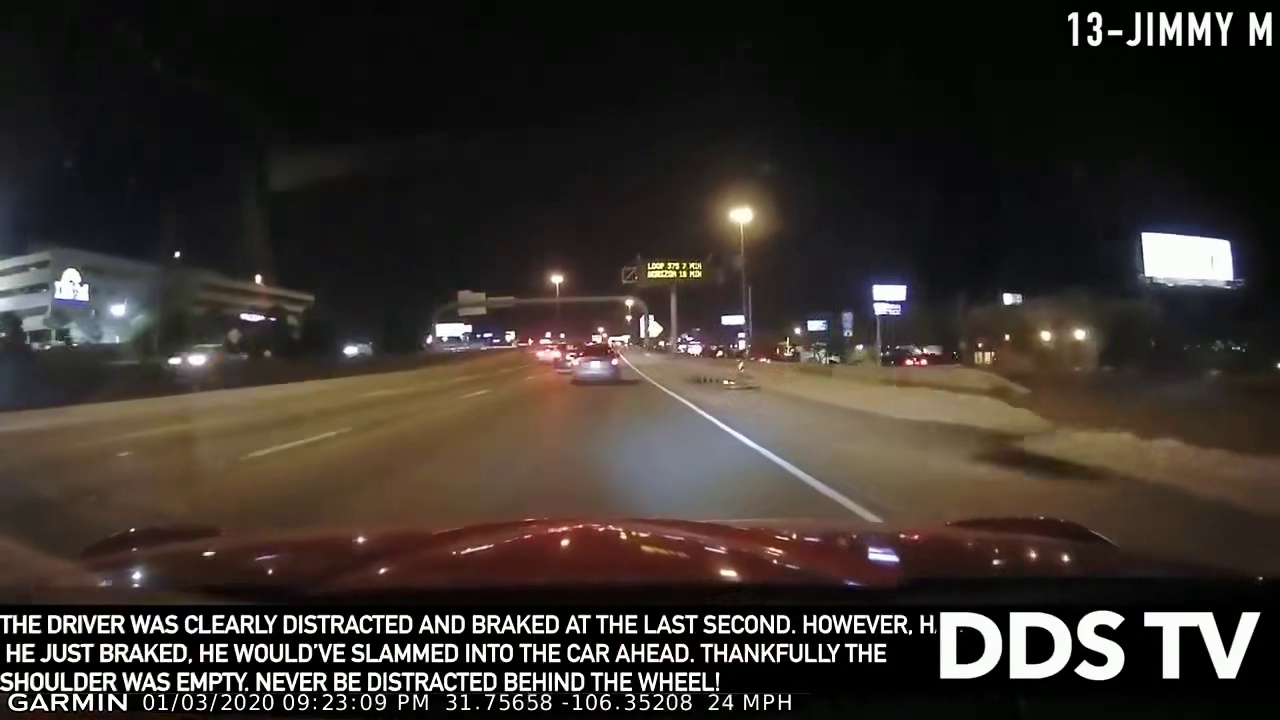 13-JIMMY M
LOOP 375 7 MIN
HORIZON 15 MIN
THE DRIVER WAS CLEARLY DISTRACTED AND BRAKED AT THE LAST SECOND. HOWEVER, H
HE JUST BRAKED, HE WOULD'VE SLAMMED INTO THE CAR AHEAD. THANKFULLY THE
SHOULDER WAS EMPTY. NEVER BE DISTRACTED BEHIND THE WHEEL!
DDS TV
GARMIN 01/03/2020 09:23:09 PM 31.75658 -106.35208 24 MPH